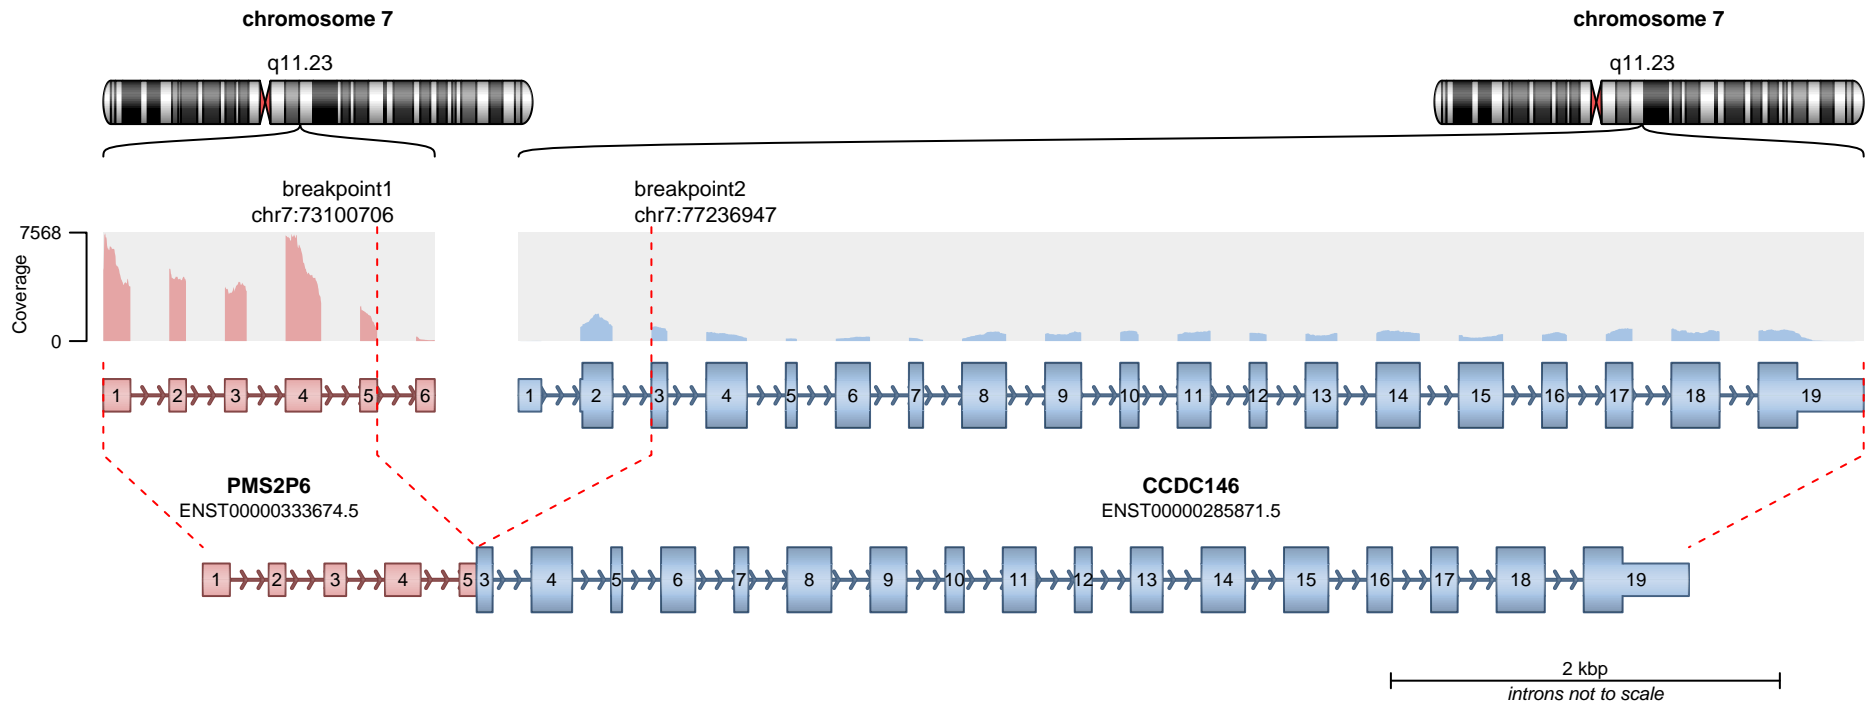 chromosome 7
chromosome 7
q11.23
q11.23
breakpoint1
chr7:73100706
breakpoint2
chr7:77236947
7568
Coverage
0
1 2 3 4 5 6
1 2 3 4 5 6 7 8 9 10 11 12 13 14 15 16 17 18 19
PMS2P6
ENST00000333674.5
CCDC146
ENST00000285871.5
1 2 3 4 5 3 4 5 6 7 8 9 10 11 12 13 14 15 16 17 18 19
2 kbp
introns not to scale